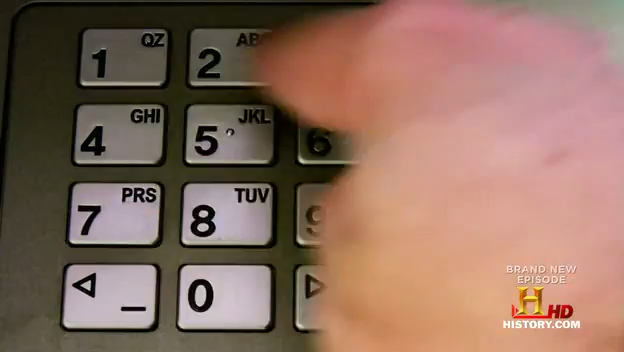 1 QZ
2 ABC
4 GHI
5 JKL
6
7 PRS
8 TUV
9
_
0
BRAND NEW
EPISODE
H HD
HISTORY.COM